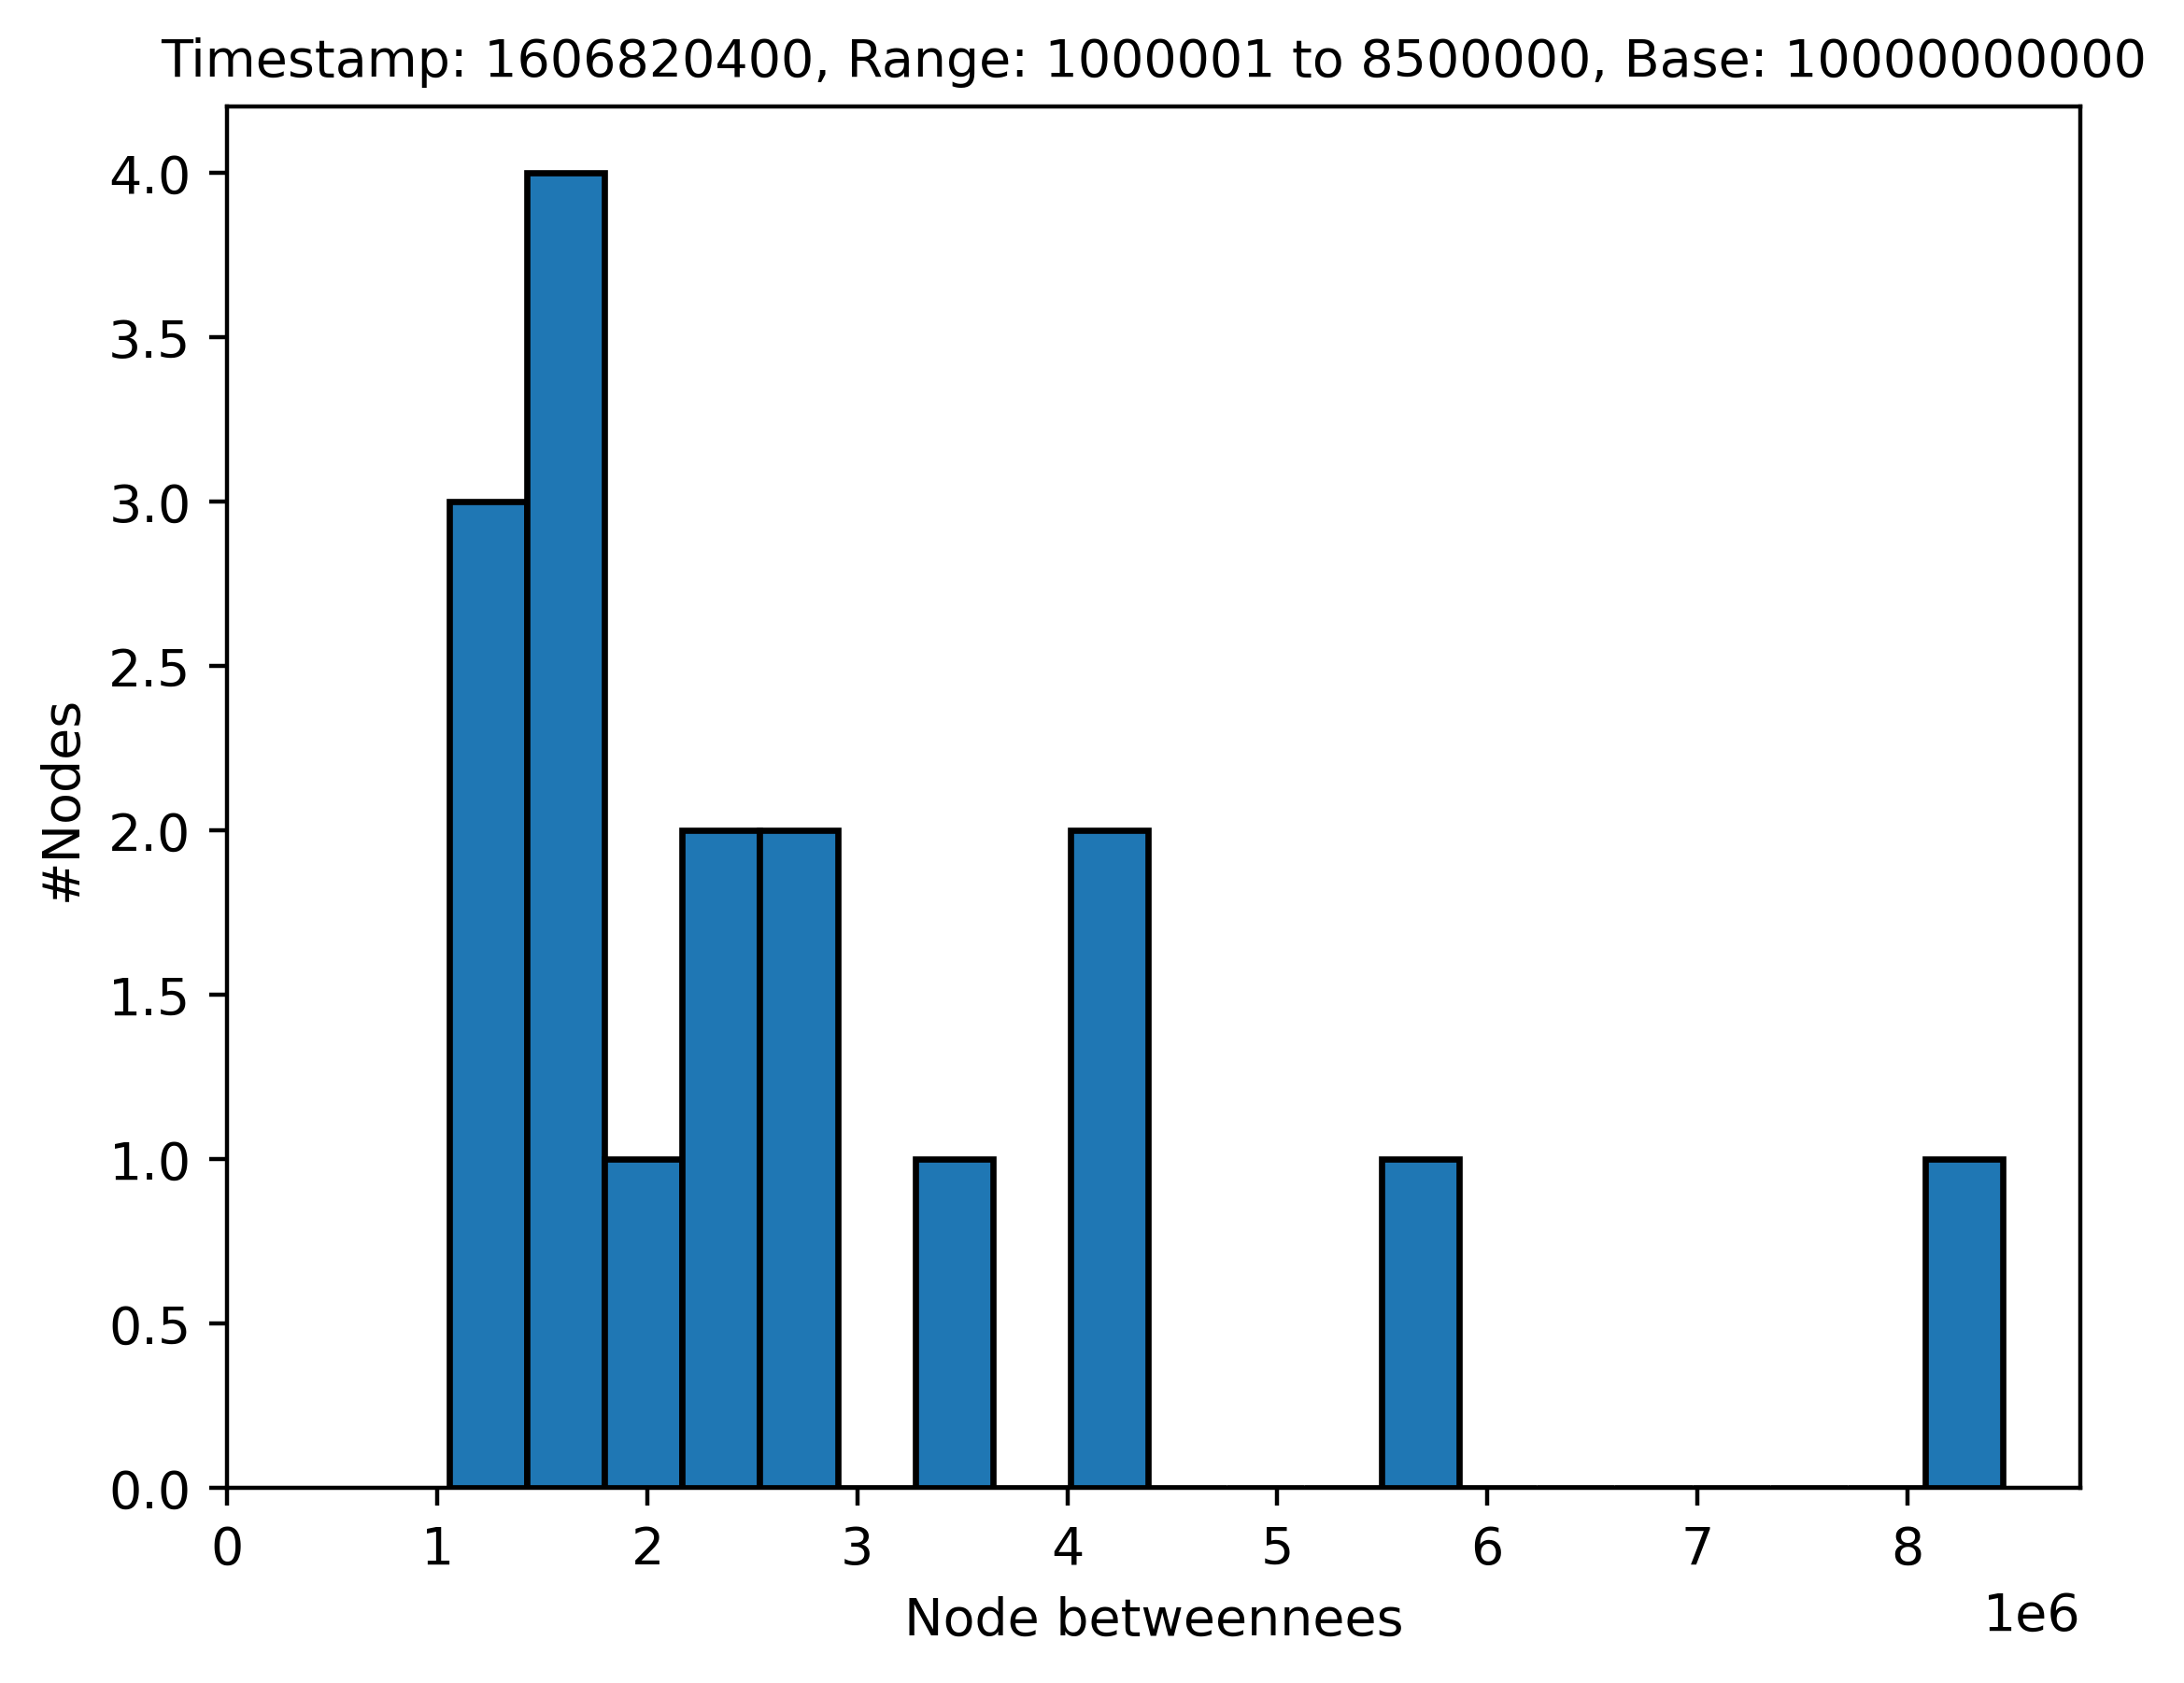 Timestamp: 1606820400, Range: 1000001 to 8500000, Base: 10000000000
4.0
3.5
3.0
2.5
2.0
1.5
1.0
0.5
0.0
#Nodes
0 1 2 3 4 5 6 7 8
1e6
Node betweennees